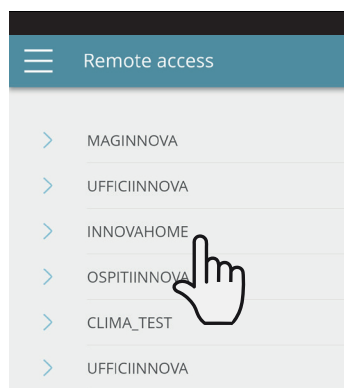 Remote access
MAGINNOVA
UFFICIINNOVA
INNOVAHOME
OSPITIINNOVA
CLIMA_TEST
UFFICIINNOVA